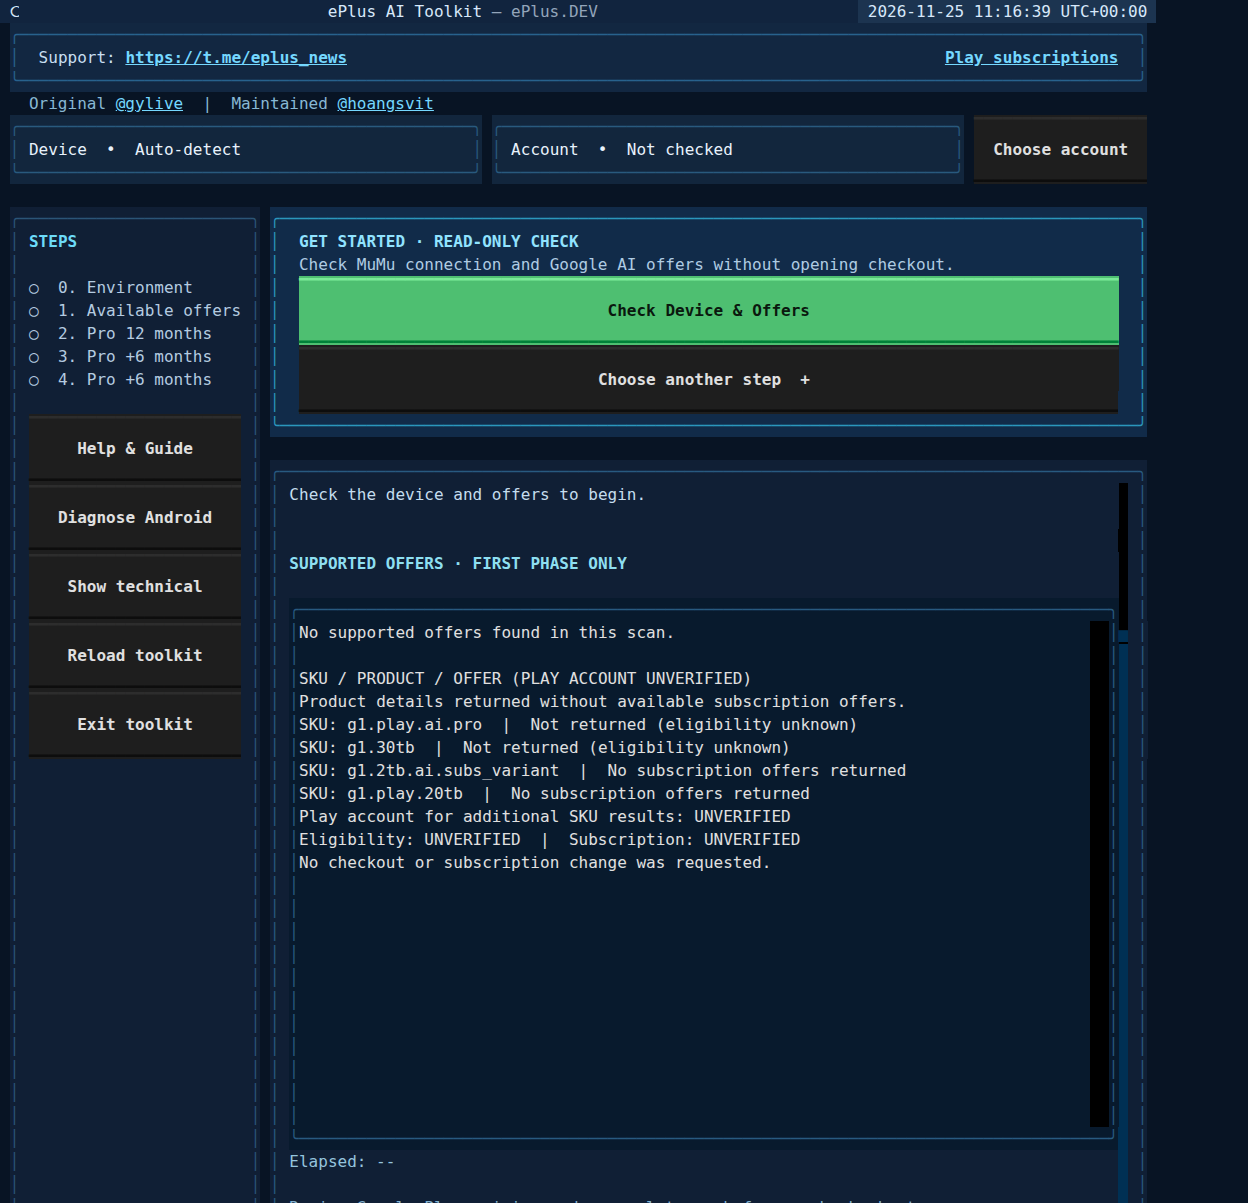 C ePlus AI Toolkit — ePlus.DEV 2026-11-25 11:16:39 UTC+00:00
Support: https://t.me/eplus_news Play subscriptions
Original @gylive | Maintained @hoangsvit
Device • Auto-detect
Account • Not checked
Choose account
STEPS
○ 0. Environment
○ 1. Available offers
○ 2. Pro 12 months
○ 3. Pro +6 months
○ 4. Pro +6 months
Help & Guide
Diagnose Android
Show technical
Reload toolkit
Exit toolkit
GET STARTED · READ-ONLY CHECK
Check MuMu connection and Google AI offers without opening checkout.
Check Device & Offers
Choose another step +
Check the device and offers to begin.
SUPPORTED OFFERS · FIRST PHASE ONLY
No supported offers found in this scan.
SKU / PRODUCT / OFFER (PLAY ACCOUNT UNVERIFIED)
Product details returned without available subscription offers.
SKU: g1.play.ai.pro | Not returned (eligibility unknown)
SKU: g1.30tb | Not returned (eligibility unknown)
SKU: g1.2tb.ai.subs_variant | No subscription offers returned
SKU: g1.play.20tb | No subscription offers returned
Play account for additional SKU results: UNVERIFIED
Eligibility: UNVERIFIED | Subscription: UNVERIFIED
No checkout or subscription change was requested.
Elapsed: --